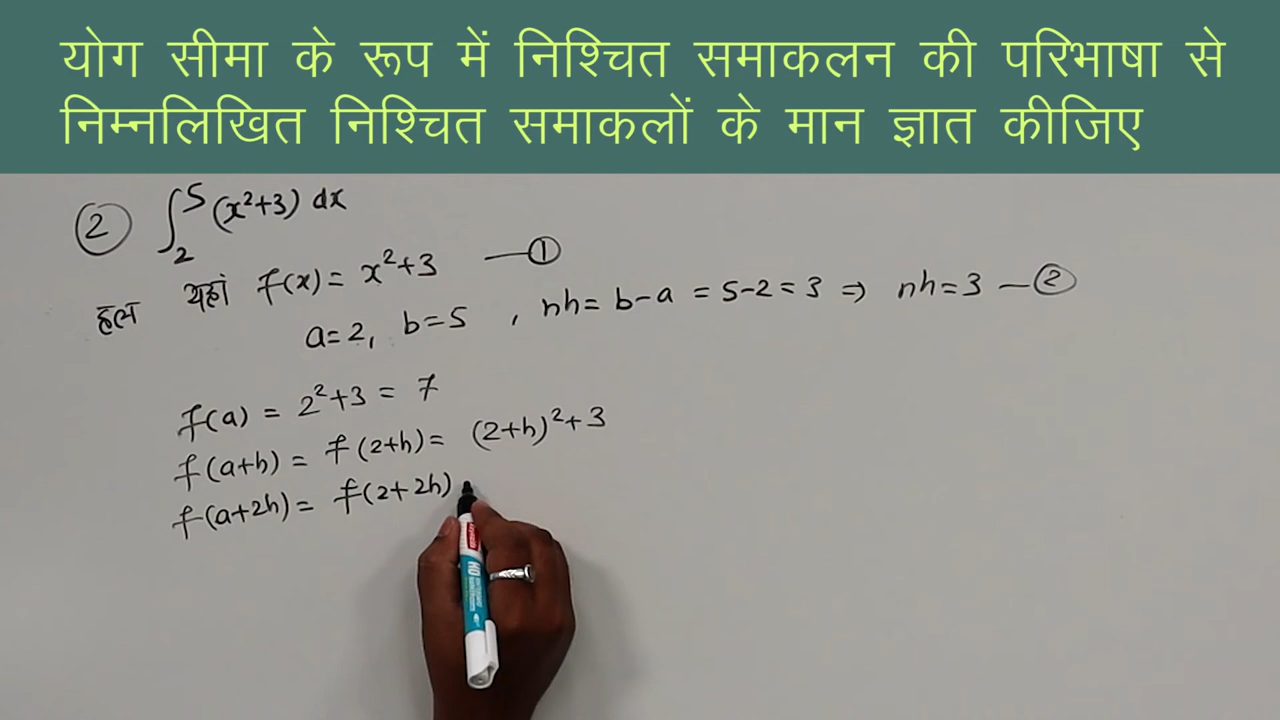 योग सीमा के रूप में निश्चित समाकलन की परिभाषा से
निम्नलिखित निश्चित समाकलों के मान ज्ञात कीजिए
② ∫₂⁵ (x²+3) dx
हल यहां f(x) = x²+3 —①
a=2, b=5 , nh = b-a = 5-2 = 3 ⇒ nh=3 —②
f(a) = 2²+3 = 7
f(a+h) = f(2+h) = (2+h)²+3
f(a+2h) = f(2+2h)